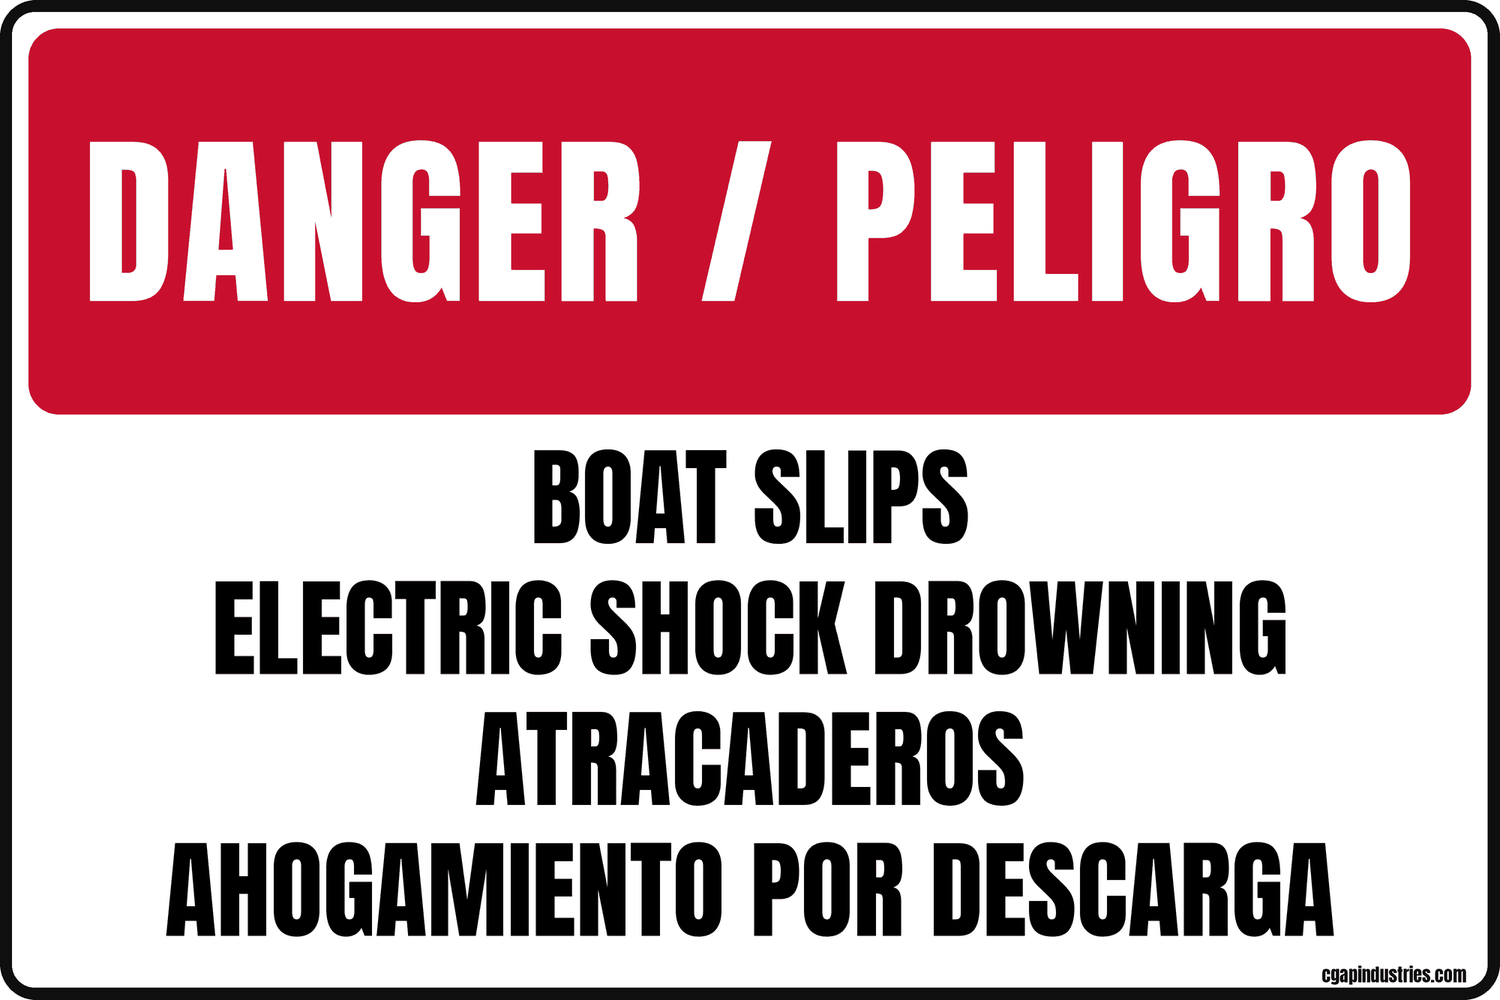 DANGER / PELIGRO
BOAT SLIPS
ELECTRIC SHOCK DROWNING
ATRACADEROS
AHOGAMIENTO POR DESCARGA
cgapindustries.com